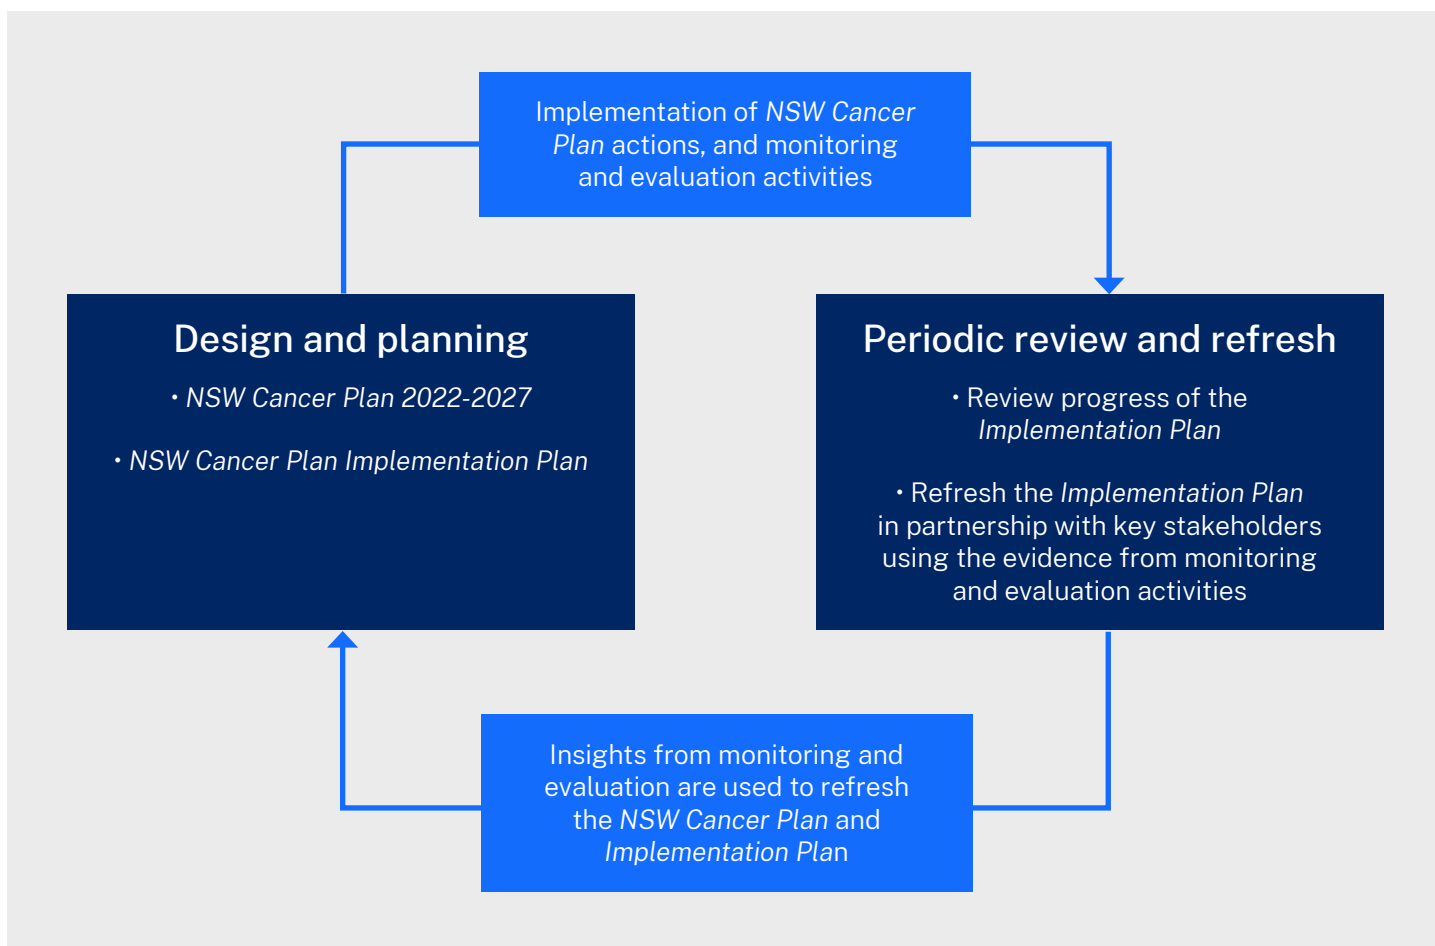 Implementation of NSW Cancer
Plan actions, and monitoring
and evaluation activities
Design and planning
• NSW Cancer Plan 2022-2027
• NSW Cancer Plan Implementation Plan
Periodic review and refresh
• Review progress of the
Implementation Plan
• Refresh the Implementation Plan
in partnership with key stakeholders
using the evidence from monitoring
and evaluation activities
Insights from monitoring and
evaluation are used to refresh
the NSW Cancer Plan and
Implementation Plan